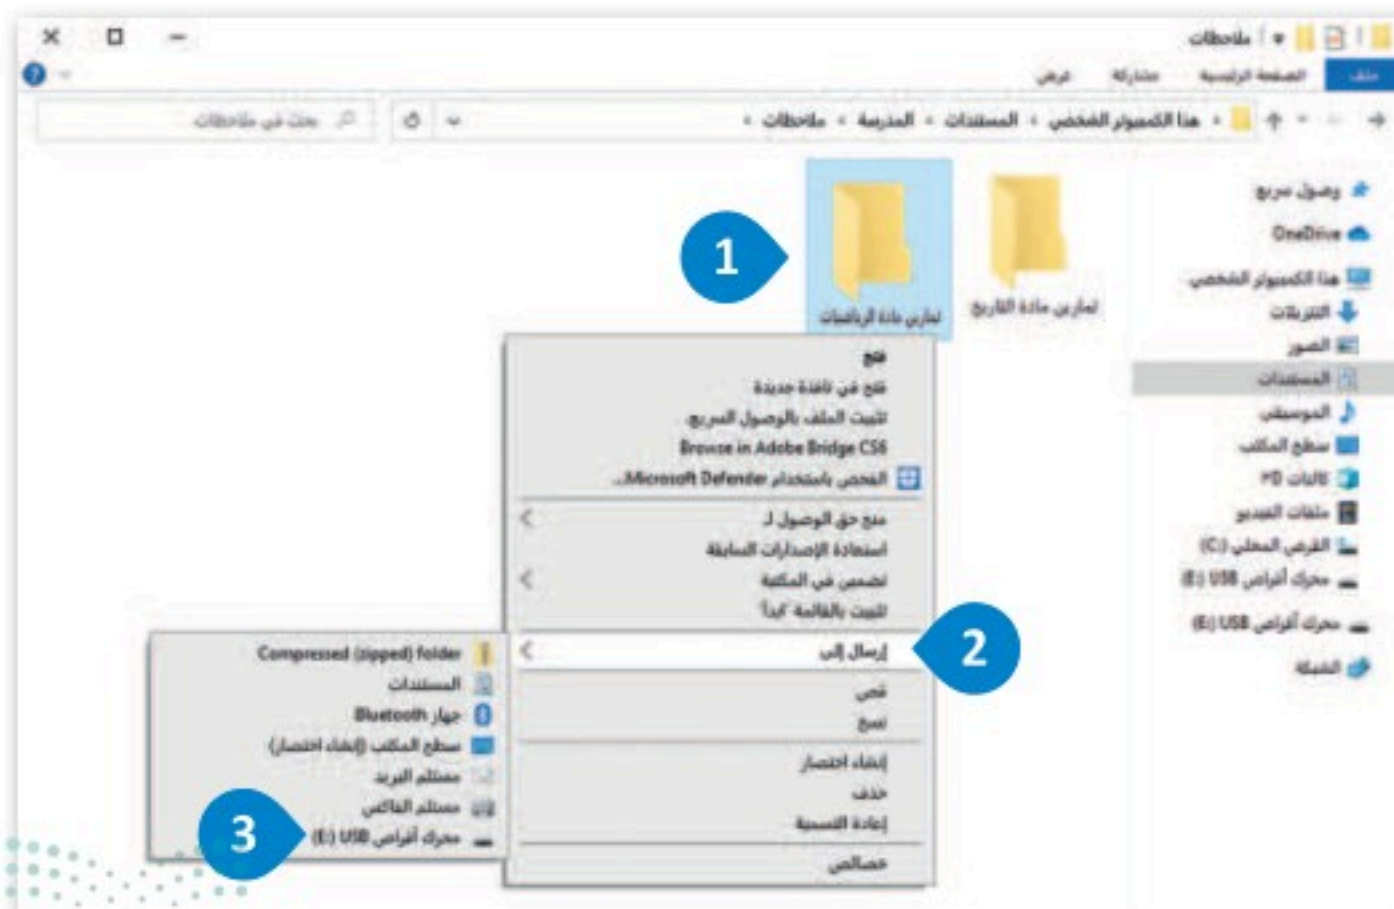 ملاحظات
ملف الصفحة الرئيسية مشاركة عرض
هذا الكمبيوتر الشخصي › المستندات › المدرسة › ملاحظات ›
بحث في ملاحظات
وصول سريع
OneDrive
هذا الكمبيوتر الشخصي
التنزيلات
الصور
المستندات
الموسيقى
سطح المكتب
كائنات ٣D
ملفات الفيديو
القرص المحلي (C:)
محرك أقراص USB (E:)
محرك أقراص USB (E:)
الشبكة
تمارين مادة التاريخ
تمارين مادة الرياضيات
1
فتح
فتح في نافذة جديدة
تثبيت الملف بالوصول السريع.
Browse in Adobe Bridge CS6
الفحص باستخدام Microsoft Defender...
منح حق الوصول لـ
استعادة الإصدارات السابقة
تضمين في المكتبة
تثبيت بالقائمة "ابدأ"
إرسال إلى
2
قص
نسخ
إنشاء اختصار
حذف
إعادة التسمية
خصائص
Compressed (zipped) folder
المستندات
جهاز Bluetooth
سطح المكتب (إنشاء اختصار)
مستلم البريد
مستلم الفاكس
محرك أقراص USB (E:)
3